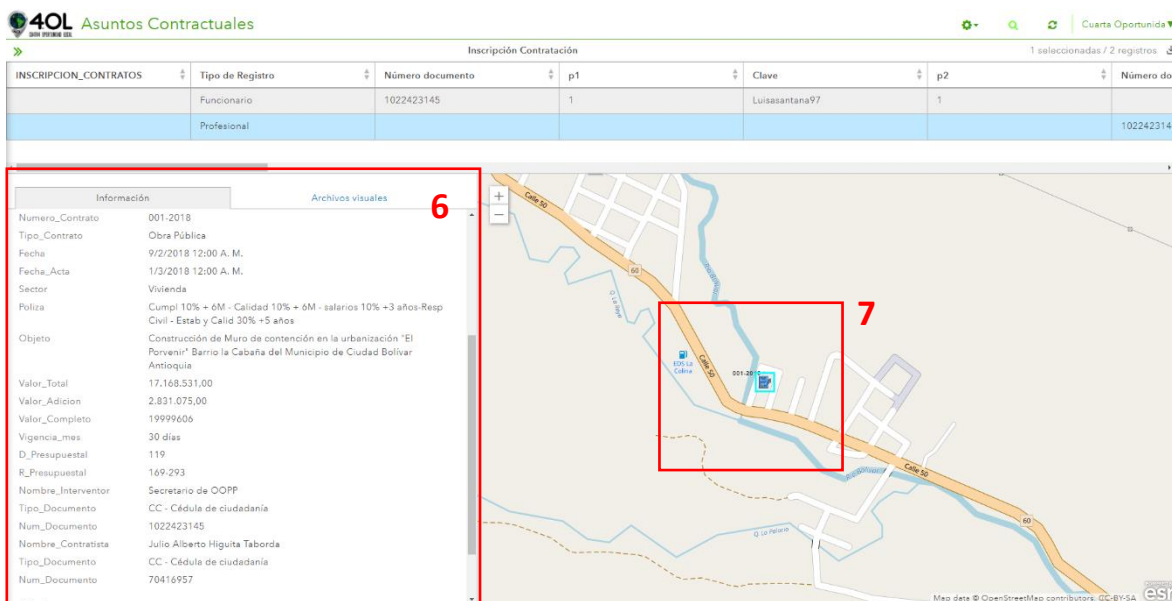 4OL Asuntos Contractuales
Cuarta Oportunida
Inscripción Contratación
1 seleccionadas / 2 registros
INSCRIPCION_CONTRATOS Tipo de Registro Número documento p1 Clave p2 Número do
Funcionario 1022423145 1 Luisasantana97 1
Profesional 102242314
Información Archivos visuales 6
Numero_Contrato 001-2018
Tipo_Contrato Obra Pública
Fecha 9/2/2018 12:00 A. M.
Fecha_Acta 1/3/2018 12:00 A. M.
Sector Vivienda
Poliza Cumpl 10% + 6M - Calidad 10% + 6M - salarios 10% +3 años-Resp
Civil - Estab y Calid 30% +5 años
Objeto Construcción de Muro de contención en la urbanización "El
Porvenir" Barrio la Cabaña del Municipio de Ciudad Bolívar
Antioquia
Valor_Total 17.168.531,00
Valor_Adicion 2.831.075,00
Valor_Completo 19999606
Vigencia_mes 30 días
D_Presupuestal 119
R_Presupuestal 169-293
Nombre_Interventor Secretario de OOPP
Tipo_Documento CC - Cédula de ciudadanía
Num_Documento 1022423145
Nombre_Contratista Julio Alberto Higuita Taborda
Tipo_Documento CC - Cédula de ciudadanía
Num_Documento 70416957
+
−
Calle 50
60
7
EDS La
Calle 50
001-2018
Calle 50
60
Map data © OpenStreetMap contributors, CC-BY-SA
esri